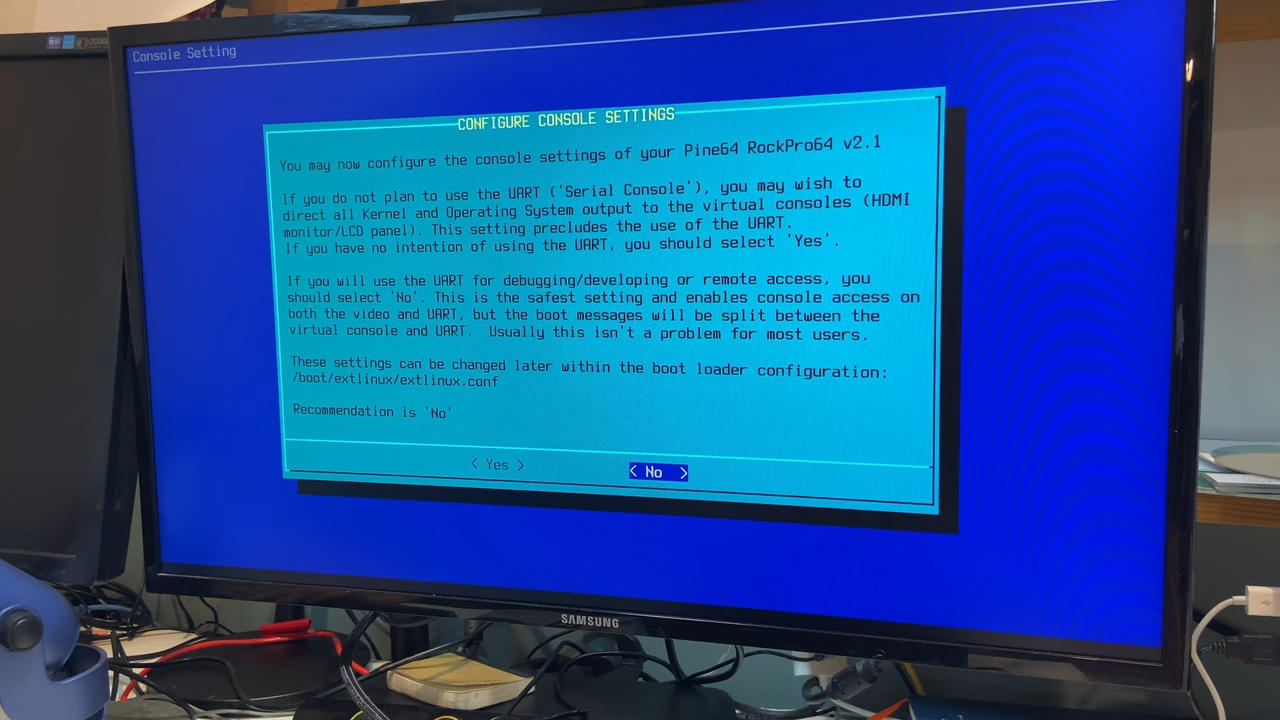 Console Setting
CONFIGURE CONSOLE SETTINGS
You may now configure the console settings of your Pine64 RockPro64 v2.1
If you do not plan to use the UART ('Serial Console'), you may wish to
direct all Kernel and Operating System output to the virtual consoles (HDMI
monitor/LCD panel). This setting precludes the use of the UART.
If you have no intention of using the UART, you should select 'Yes'.
If you will use the UART for debugging/developing or remote access, you
should select 'No'. This is the safest setting and enables console access on
both the video and UART, but the boot messages will be split between the
virtual console and UART.  Usually this isn't a problem for most users.
These settings can be changed later within the boot loader configuration:
/boot/extlinux/extlinux.conf
Recommendation is 'No'
< Yes > < No >
SAMSUNG